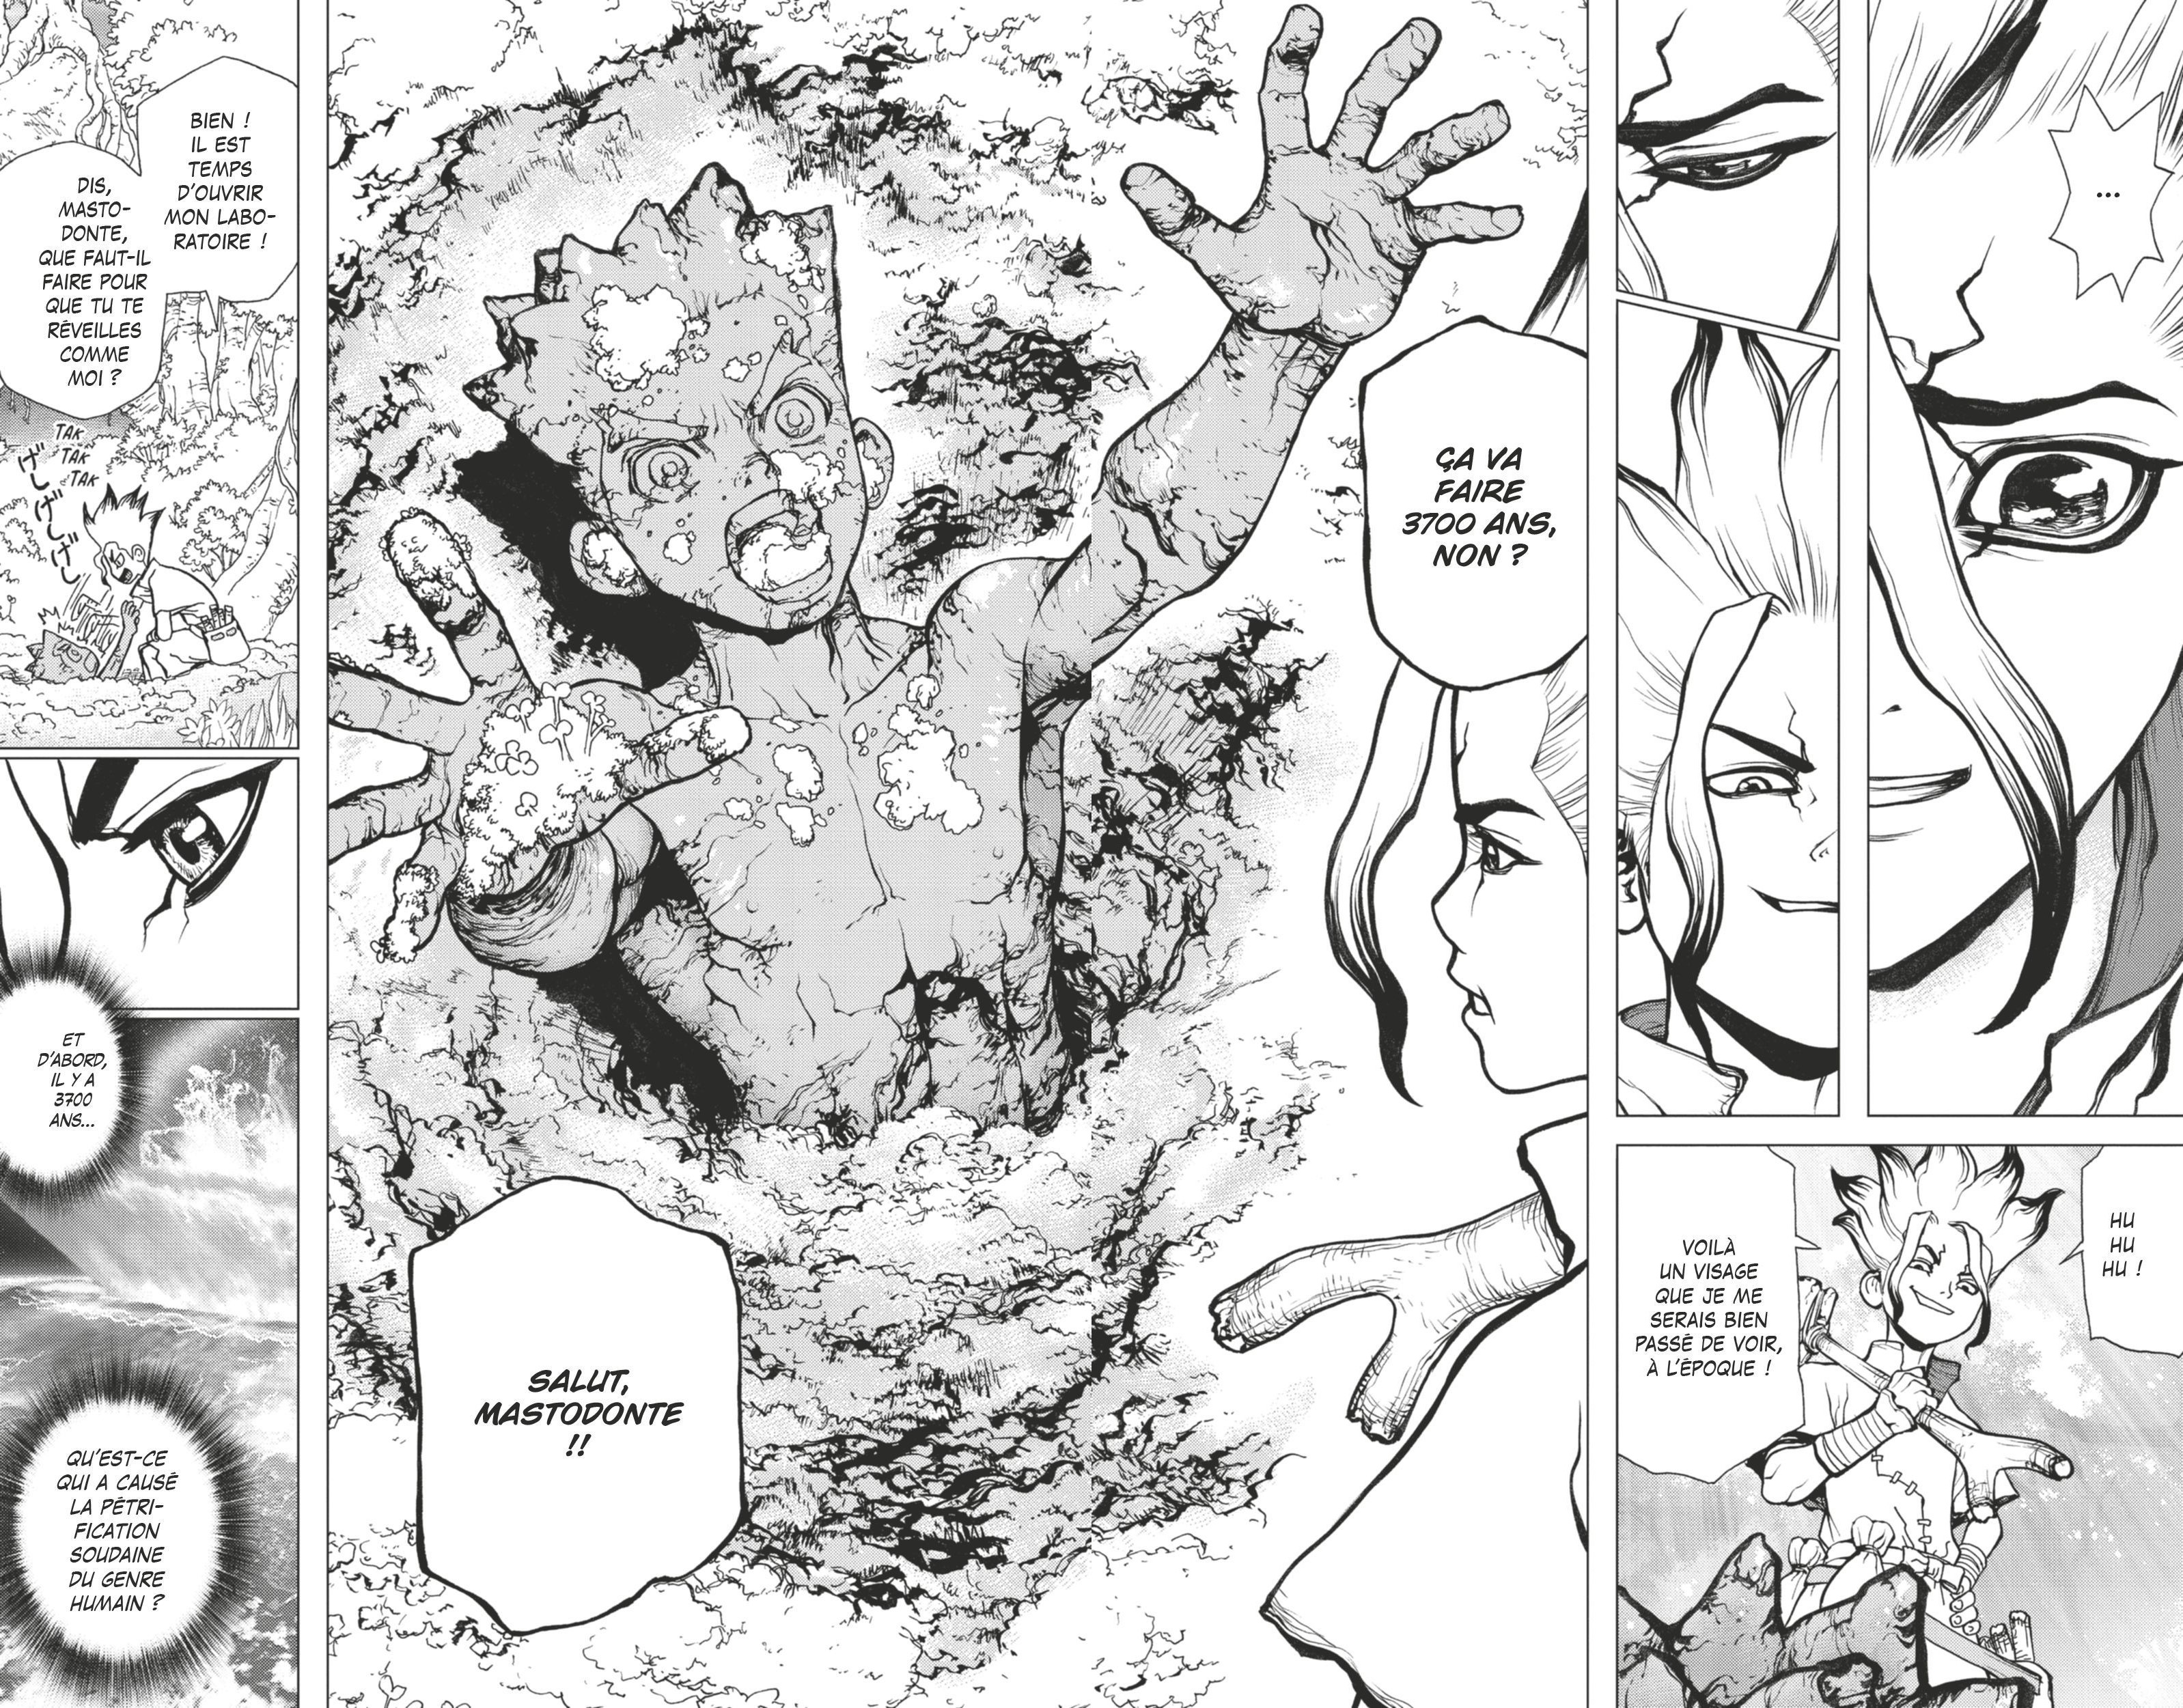 ...
HU
HU
HU !
VOILÀ
UN VISAGE
QUE JE ME
SERAIS BIEN
PASSÉ DE VOIR,
À L'ÉPOQUE !
ÇA VA
FAIRE
3700 ANS,
NON ?
SALUT,
MASTODONTE
!!
BIEN !
IL EST
TEMPS
D'OUVRIR
MON LABO-
RATOIRE !
DIS,
MASTO-
DONTE,
QUE FAUT-IL
FAIRE POUR
QUE TU TE
RÉVEILLES
COMME
MOI ?
TAK
TAK
TAK
げしげしげし
ET
D'ABORD,
IL Y A
3700
ANS...
QU'EST-CE
QUI A CAUSÉ
LA PÉTRI-
FICATION
SOUDAINE
DU GENRE
HUMAIN ?